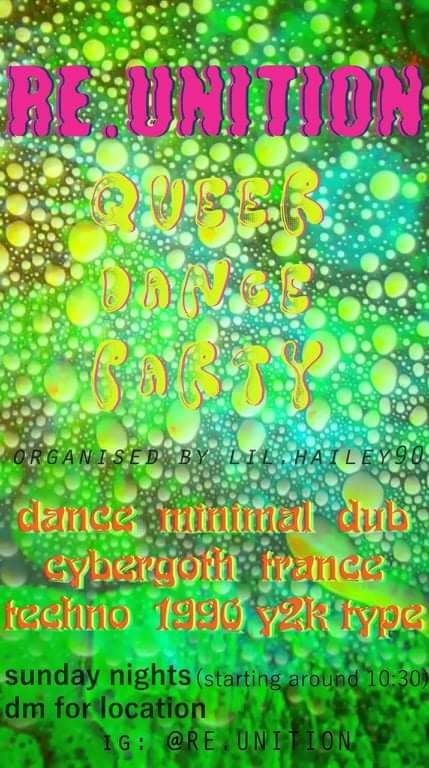 RE.UNITION
QUEER
DANCE
PARTY
ORGANISED BY LIL.HAILEY90
dance minimal dub
cybergoth trance
techno 1990 y2k type
sunday nights (starting around 10:30)
dm for location
IG: @RE.UNITION